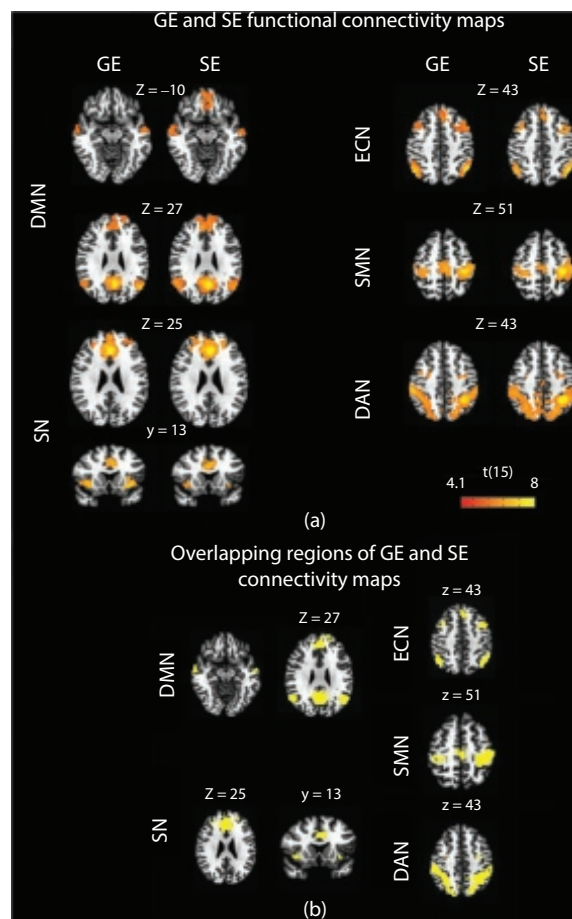 GE and SE functional connectivity maps
GE
SE
Z = –10
DMN
Z = 27
Z = 25
SN
y = 13
GE
SE
Z = 43
ECN
Z = 51
SMN
Z = 43
DAN
t(15)
4.1
8
(a)
Overlapping regions of GE and SE
connectivity maps
DMN
Z = 27
SN
Z = 25
y = 13
z = 43
ECN
z = 51
SMN
z = 43
DAN
(b)